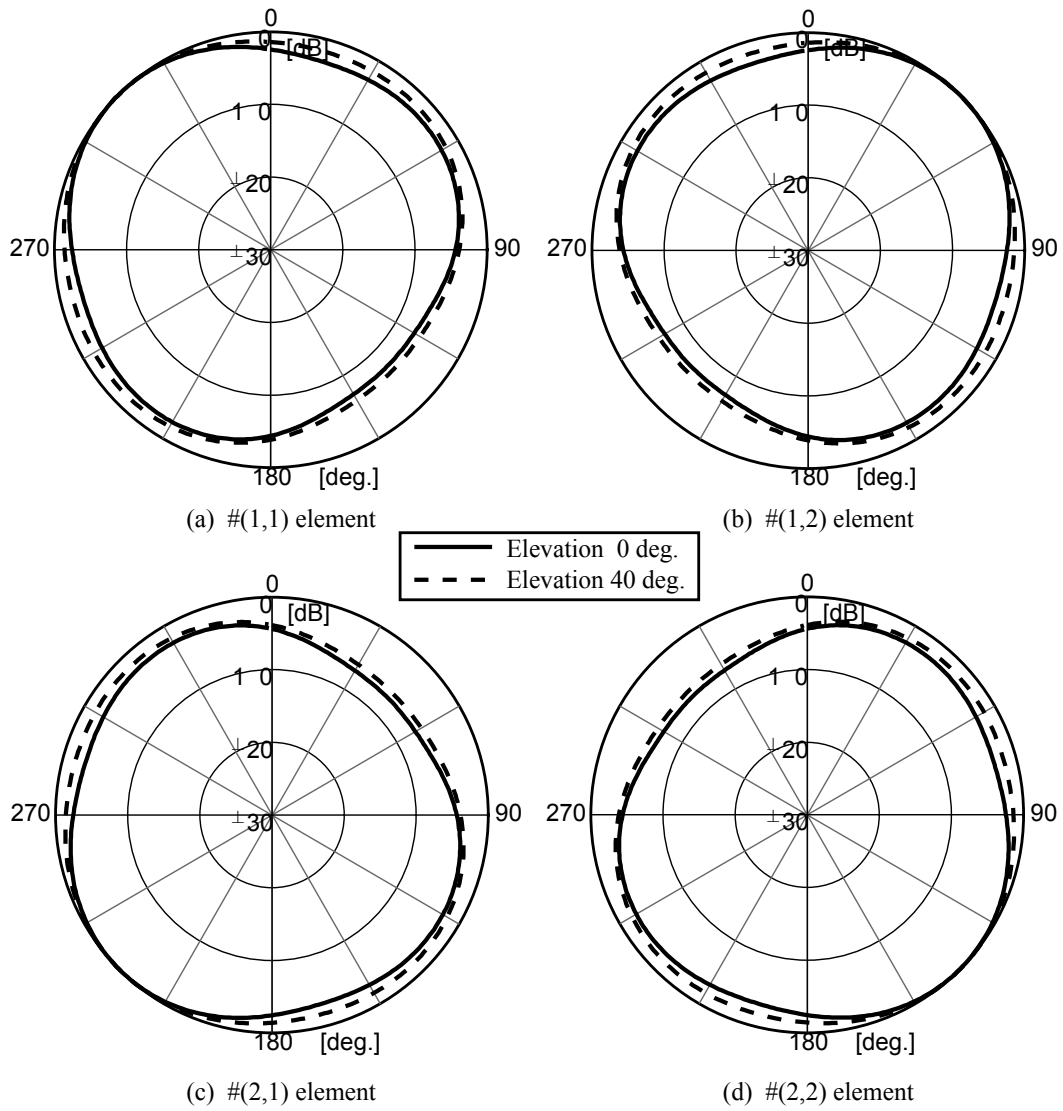 0
0 [dB]
1 0
⊥20
⊥30
270
90
180 [deg.]
(a) #(1,1) element
0
0 [dB]
1 0
⊥20
⊥30
270
90
180 [deg.]
(b) #(1,2) element
Elevation 0 deg.
Elevation 40 deg.
0
0 [dB]
1 0
⊥20
⊥30
270
90
180 [deg.]
(c) #(2,1) element
0
0 [dB]
1 0
⊥20
⊥30
270
90
180 [deg.]
(d) #(2,2) element